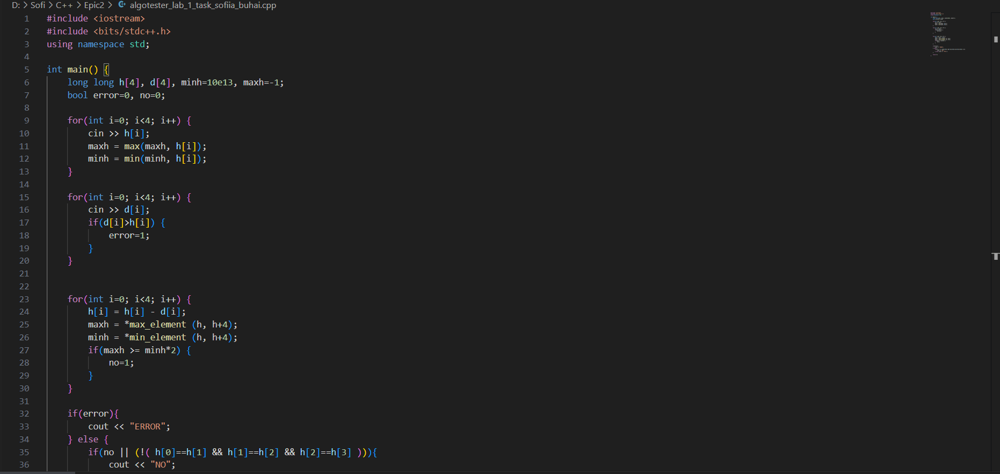 D: > Sofi > C++ > Epic2 > algotester_lab_1_task_sofiia_buhai.cpp
1 #include <iostream>
2 #include <bits/stdc++.h>
3 using namespace std;
4
5 int main() {
6     long long h[4], d[4], minh=10e13, maxh=-1;
7     bool error=0, no=0;
8
9     for(int i=0; i<4; i++) {
10         cin >> h[i];
11         maxh = max(maxh, h[i]);
12         minh = min(minh, h[i]);
13     }
14
15     for(int i=0; i<4; i++) {
16         cin >> d[i];
17         if(d[i]>h[i]) {
18             error=1;
19         }
20     }
21
22
23     for(int i=0; i<4; i++) {
24         h[i] = h[i] - d[i];
25         maxh = *max_element (h, h+4);
26         minh = *min_element (h, h+4);
27         if(maxh >= minh*2) {
28             no=1;
29         }
30     }
31
32     if(error){
33         cout << "ERROR";
34     } else {
35         if(no || (!( h[0]==h[1] && h[1]==h[2] && h[2]==h[3] ))){
36             cout << "NO";